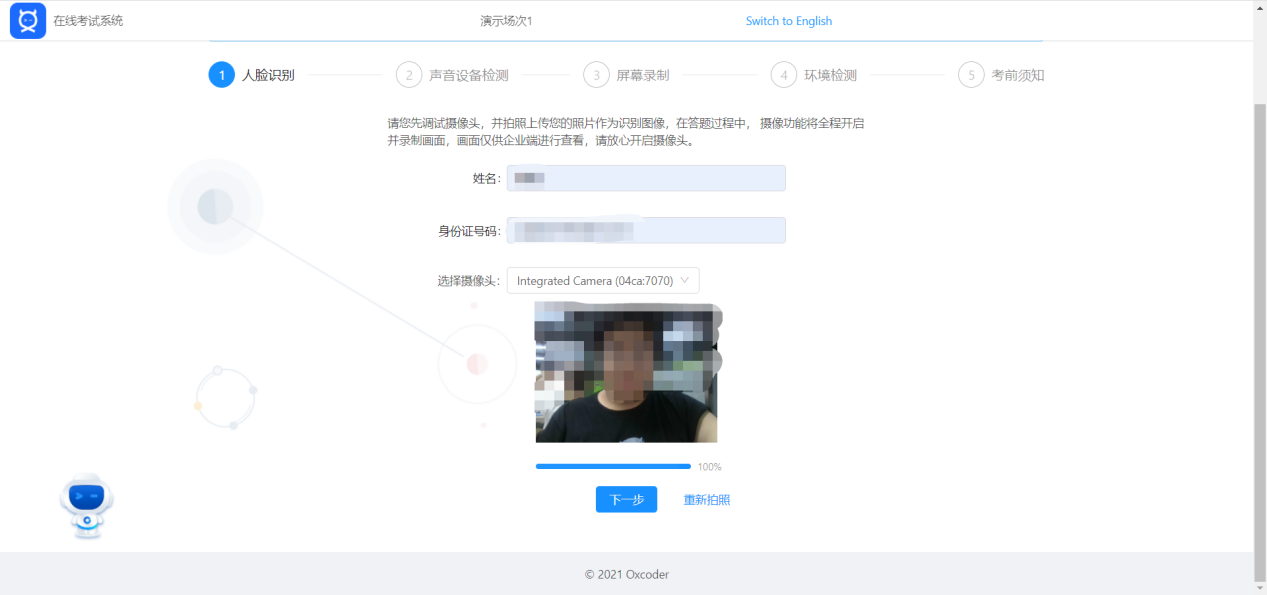 在线考试系统
演示场次1
Switch to English
1 人脸识别
2 声音设备检测
3 屏幕录制
4 环境检测
5 考前须知
请您先调试摄像头，并拍照上传您的照片作为识别图像，在答题过程中， 摄像功能将全程开启
并录制画面，画面仅供企业端进行查看，请放心开启摄像头。
姓名：
身份证号码：
选择摄像头： Integrated Camera (04ca:7070)
100%
下一步 重新拍照
© 2021 Oxcoder